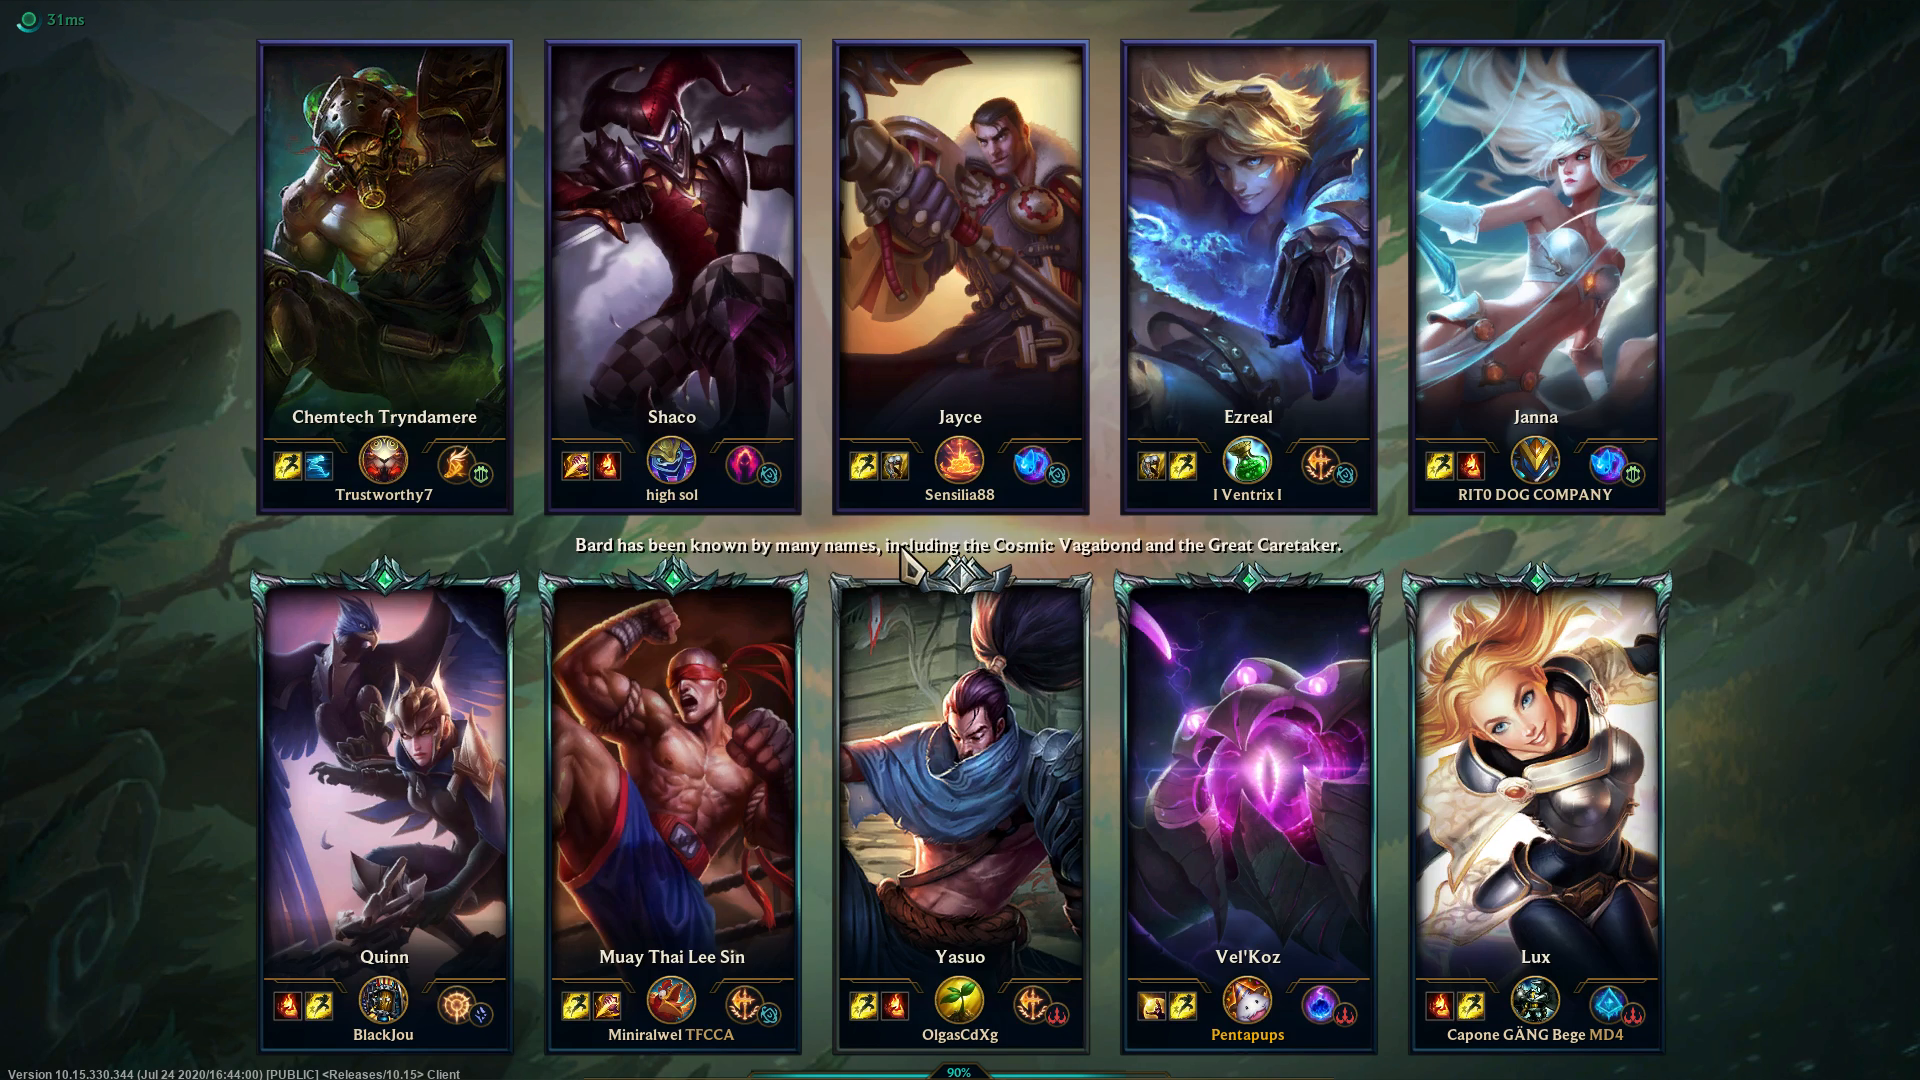 31ms
Chemtech Tryndamere
Trustworthy7
Shaco
high sol
Jayce
Sensilia88
Ezreal
I Ventrix I
Janna
RIT0 DOG COMPANY
Bard has been known by many names, including the Cosmic Vagabond and the Great Caretaker.
Quinn
BlackJou
Muay Thai Lee Sin
Miniralwel TFCCA
Yasuo
OlgasCdXg
Vel'Koz
Pentapups
Lux
Capone GÄNG Bege MD4
Version 10.15.330.344 (Jul 24 2020/16:44:00) [PUBLIC] <Releases/10.15> Client
90%